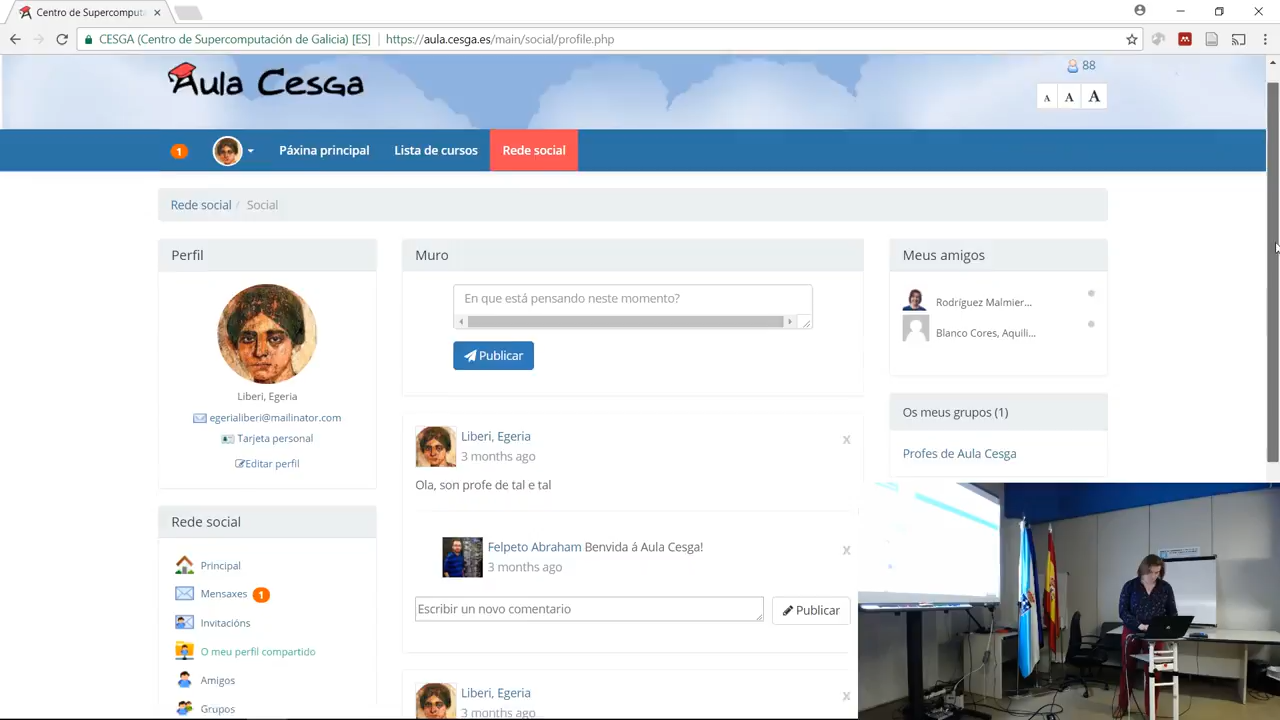 Centro de Supercomputa
CESGA (Centro de Supercomputación de Galicia) [ES]
https://aula.cesga.es/main/social/profile.php
Aula Cesga
88
A A A
1
Páxina principal
Lista de cursos
Rede social
Rede social / Social
Perfil
Liberi, Egeria
egerialiberi@mailinator.com
Tarjeta personal
Editar perfil
Rede social
Principal
Mensaxes 1
Invitacións
O meu perfil compartido
Amigos
Grupos
Muro
En que está pensando neste momento?
Publicar
Liberi, Egeria
x
3 months ago
Ola, son profe de tal e tal
Felpeto Abraham Benvida á Aula Cesga!
x
3 months ago
Escribir un novo comentario
Publicar
Liberi, Egeria
x
3 months ago
Meus amigos
Rodríguez Malmier...
Blanco Cores, Aquili...
Os meus grupos (1)
Profes de Aula Cesga